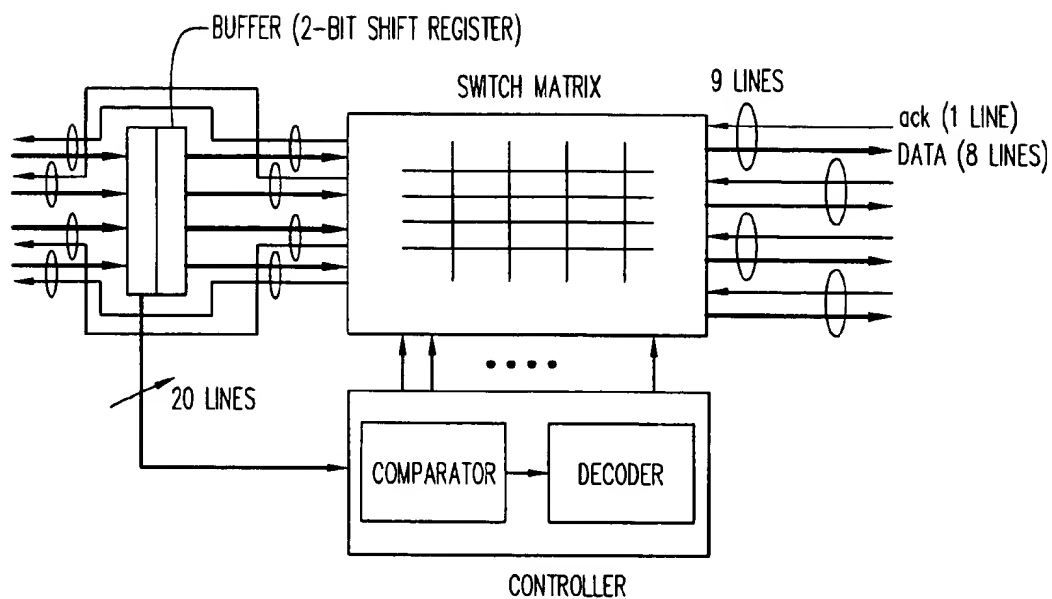 BUFFER (2-BIT SHIFT REGISTER)
SWITCH MATRIX
9 LINES
ack (1 LINE)
DATA (8 LINES)
20 LINES
COMPARATOR
DECODER
CONTROLLER